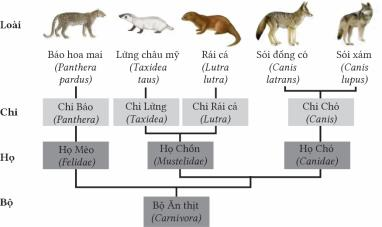 Loài
Báo hoa mai
(Panthera
pardus)
Lửng châu mỹ
(Taxidea
taus)
Rái cá
(Lutra
lutra)
Sói đồng cỏ
(Canis
latrans)
Sói xám
(Canis
lupus)
Chi
Chi Báo
(Panthera)
Chi Lửng
(Taxidea)
Chi Rái cá
(Lutra)
Chi Chó
(Canis)
Họ
Họ Mèo
(Felidae)
Họ Chồn
(Mustelidae)
Họ Chó
(Canidae)
Bộ
Bộ Ăn thịt
(Carnivora)